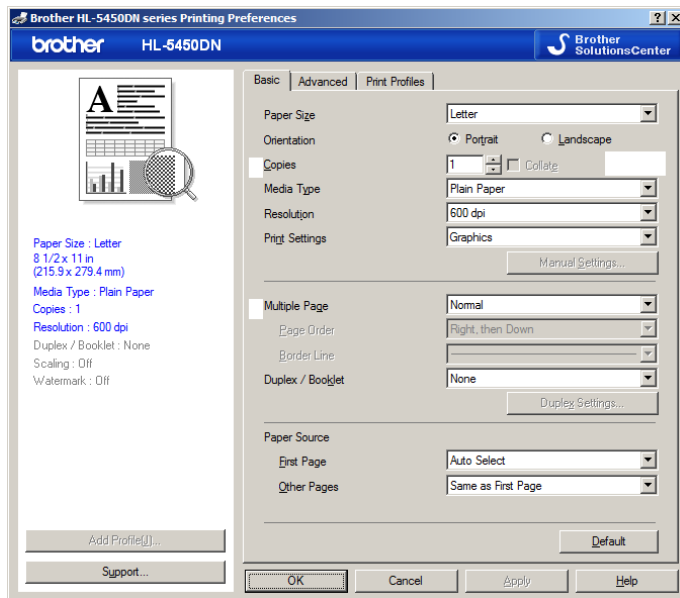 Brother HL-5450DN series Printing Preferences
brother HL-5450DN
Brother
SolutionsCenter
A
Paper Size : Letter
8 1/2 x 11 in
(215.9 x 279.4 mm)
Media Type : Plain Paper
Copies : 1
Resolution : 600 dpi
Duplex / Booklet : None
Scaling : Off
Watermark : Off
Add Profile(J)...
Support...
Basic Advanced Print Profiles
Paper Size Letter
Orientation Portrait Landscape
Copies 1 Collate
Media Type Plain Paper
Resolution 600 dpi
Print Settings Graphics
Manual Settings...
Multiple Page Normal
Page Order Right, then Down
Border Line
Duplex / Booklet None
Duplex Settings...
Paper Source
First Page Auto Select
Other Pages Same as First Page
Default
OK Cancel Apply Help